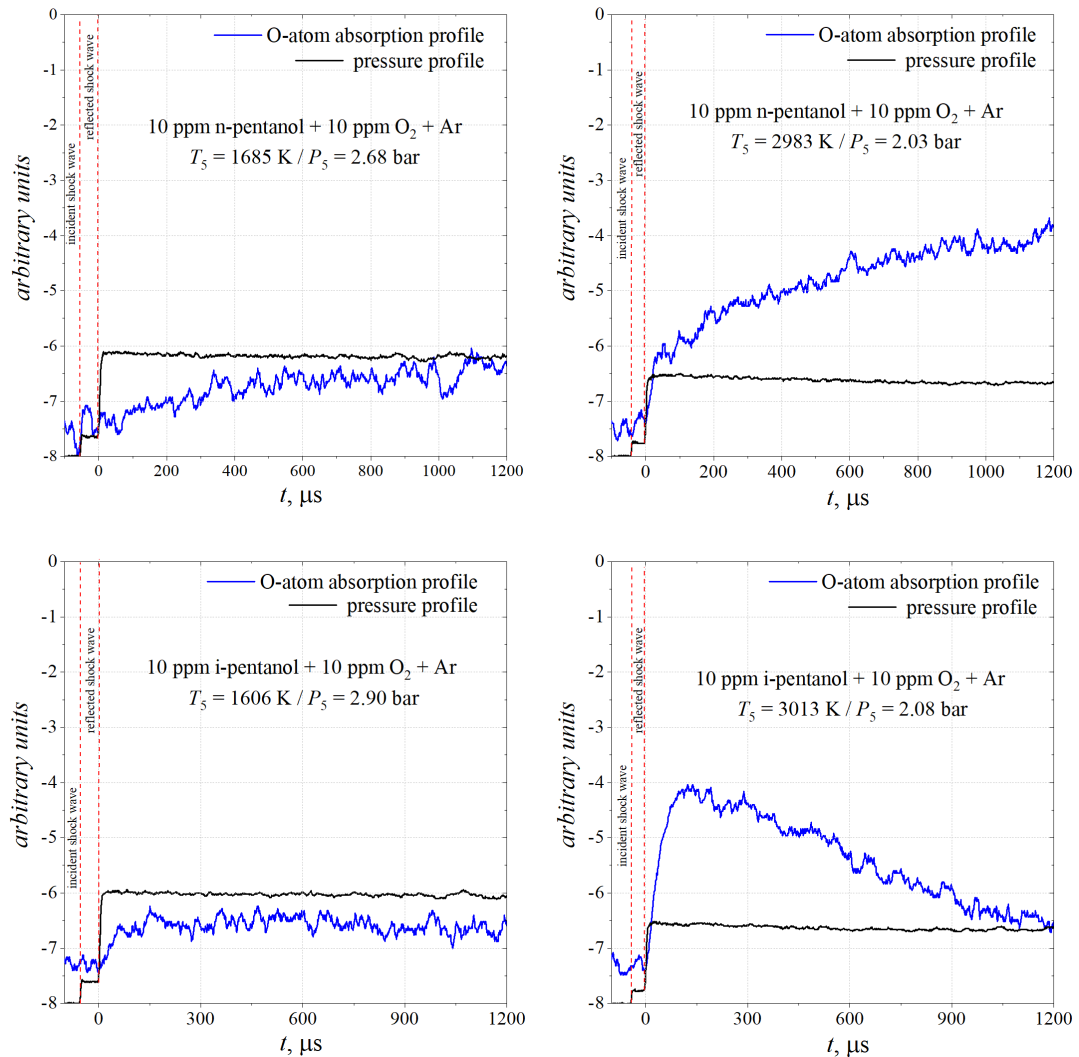 O-atom absorption profile
pressure profile
10 ppm n-pentanol + 10 ppm O₂ + Ar
T₅ = 1685 K / P₅ = 2.68 bar
incident shock wave
reflected shock wave
arbitrary units
0
-1
-2
-3
-4
-5
-6
-7
-8
0 200 400 600 800 1000 1200
t, μs
O-atom absorption profile
pressure profile
10 ppm n-pentanol + 10 ppm O₂ + Ar
T₅ = 2983 K / P₅ = 2.03 bar
incident shock wave
reflected shock wave
arbitrary units
0
-1
-2
-3
-4
-5
-6
-7
-8
0 200 400 600 800 1000 1200
t, μs
O-atom absorption profile
pressure profile
10 ppm i-pentanol + 10 ppm O₂ + Ar
T₅ = 1606 K / P₅ = 2.90 bar
incident shock wave
reflected shock wave
arbitrary units
0
-1
-2
-3
-4
-5
-6
-7
-8
0 300 600 900 1200
t, μs
O-atom absorption profile
pressure profile
10 ppm i-pentanol + 10 ppm O₂ + Ar
T₅ = 3013 K / P₅ = 2.08 bar
incident shock wave
reflected shock wave
arbitrary units
0
-1
-2
-3
-4
-5
-6
-7
-8
0 300 600 900 1200
t, μs